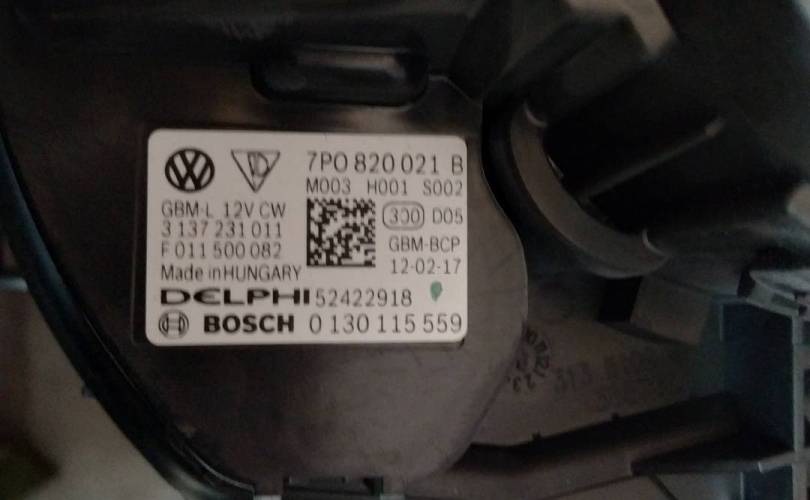 7P0 820 021 B
M003 H001 S002
GBM-L 12V CW
3 137 231 011
F 011 500 082
300 D05
GBM-BCP
12-02-17
Made in HUNGARY
DELPHI 52422918
BOSCH 0 130 115 559